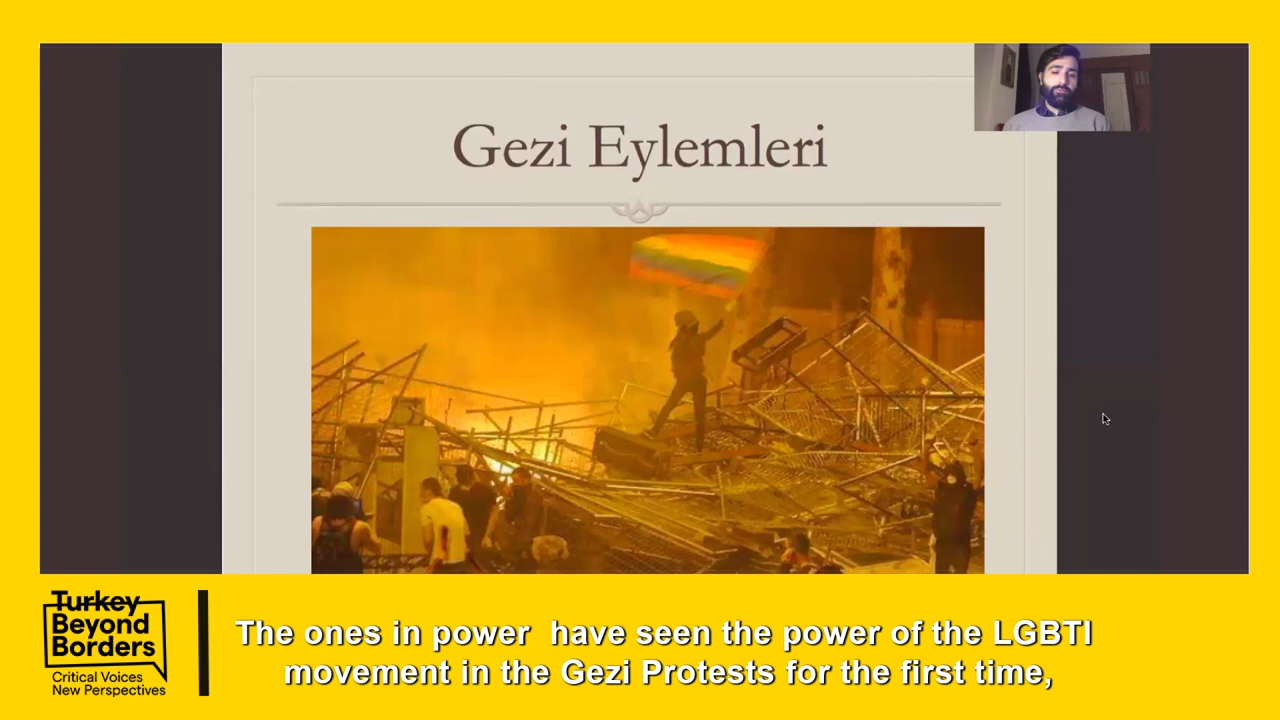 Gezi Eylemleri
Turkey
Beyond
Borders
Critical Voices
New Perspectives
The ones in power  have seen the power of the LGBTI
movement in the Gezi Protests for the first time,